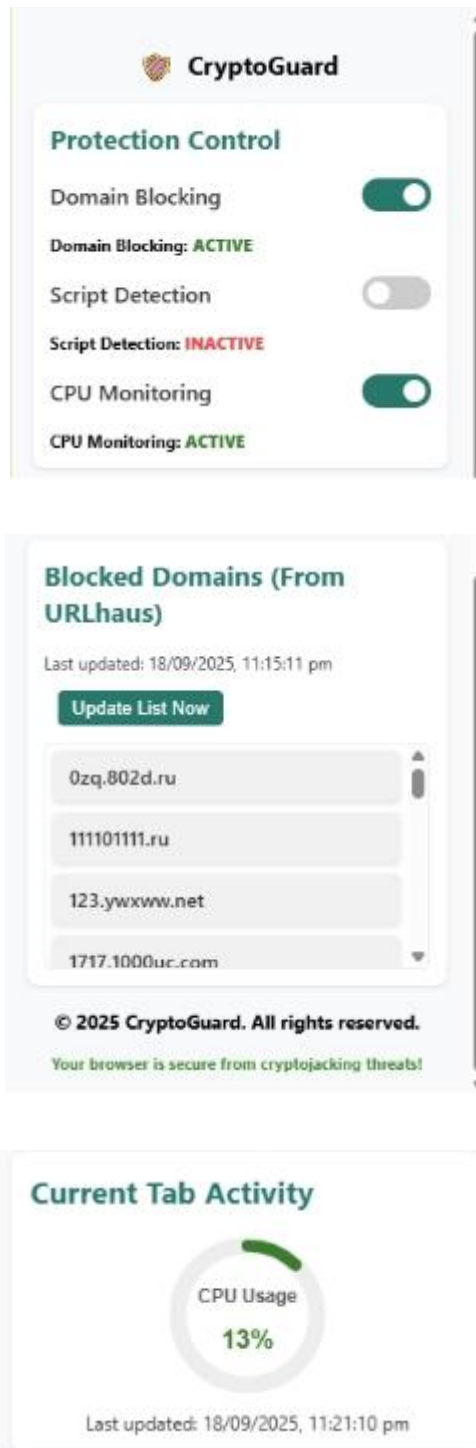 CryptoGuard
Protection Control
Domain Blocking
Domain Blocking: ACTIVE
Script Detection
Script Detection: INACTIVE
CPU Monitoring
CPU Monitoring: ACTIVE
Blocked Domains (From
URLhaus)
Last updated: 18/09/2025, 11:15:11 pm
Update List Now
0zq.802d.ru
111101111.ru
123.ywxww.net
1717.1000uc.com
© 2025 CryptoGuard. All rights reserved.
Your browser is secure from cryptojacking threats!
Current Tab Activity
CPU Usage
13%
Last updated: 18/09/2025, 11:21:10 pm